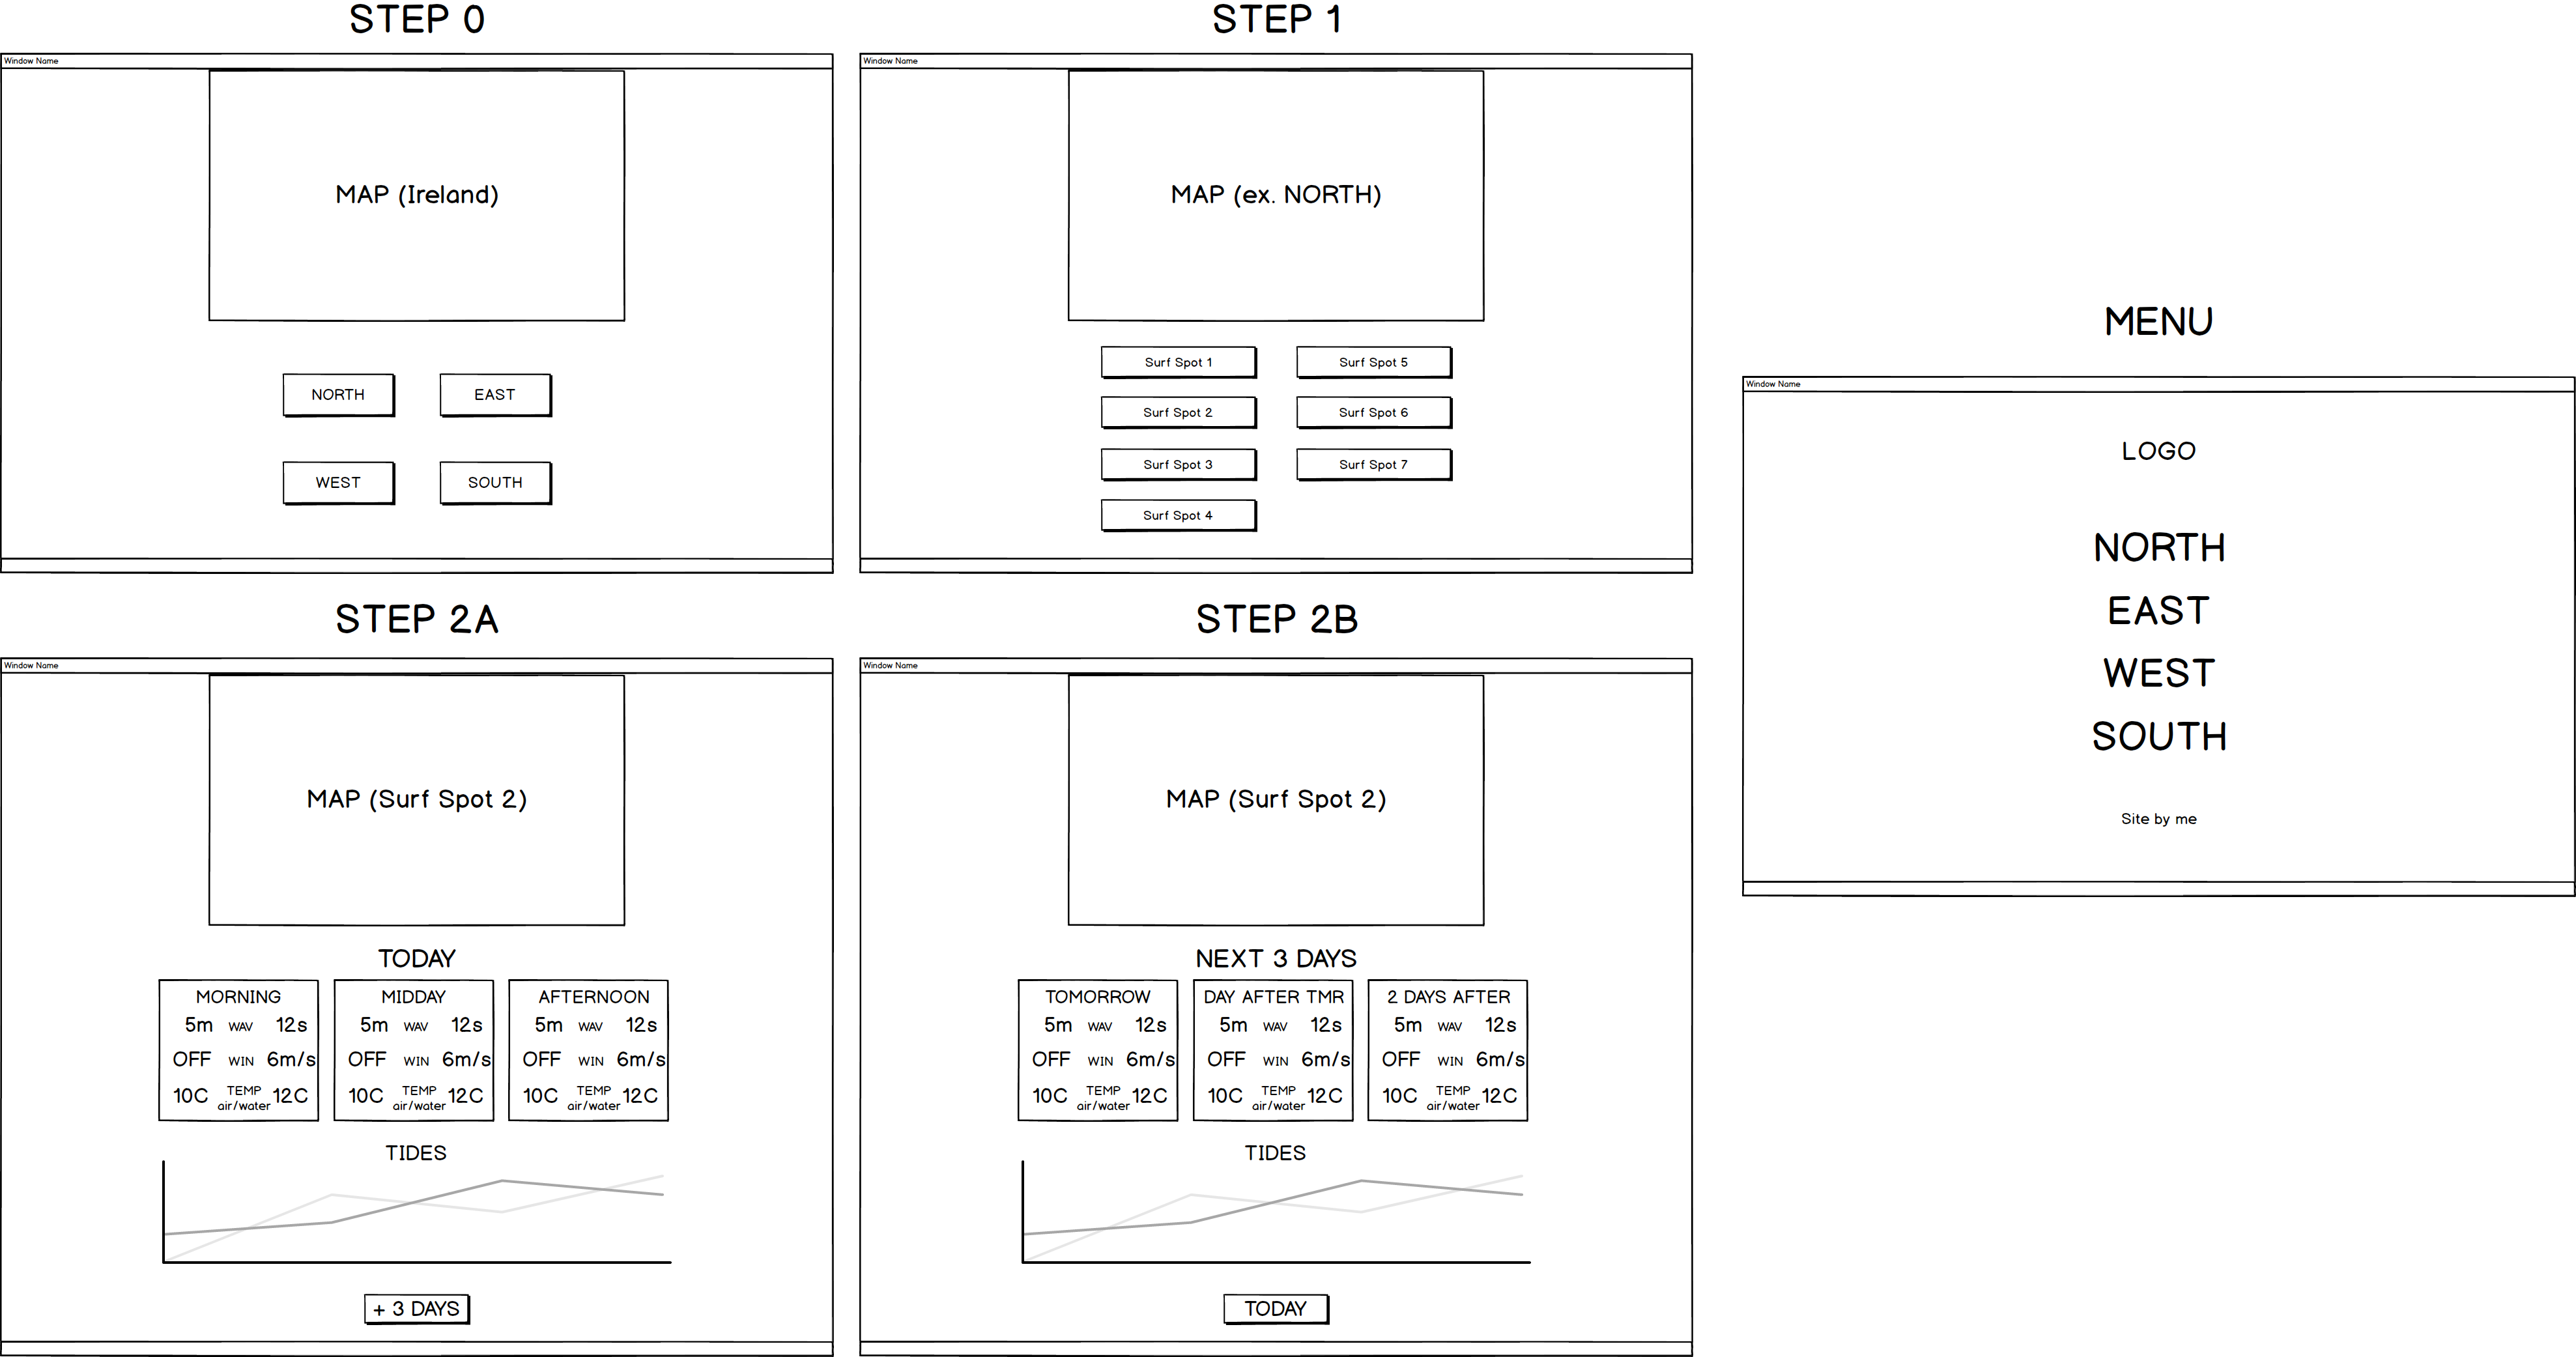 STEP 0
Window Name
MAP (Ireland)
NORTH EAST
WEST SOUTH
STEP 1
Window Name
MAP (ex. NORTH)
Surf Spot 1 Surf Spot 5
Surf Spot 2 Surf Spot 6
Surf Spot 3 Surf Spot 7
Surf Spot 4
MENU
Window Name
LOGO
NORTH
EAST
WEST
SOUTH
Site by me
STEP 2A
Window Name
MAP (Surf Spot 2)
TODAY
MORNING
5m WAV 12s
OFF WIN 6m/s
10C TEMP air/water 12C
MIDDAY
5m WAV 12s
OFF WIN 6m/s
10C TEMP air/water 12C
AFTERNOON
5m WAV 12s
OFF WIN 6m/s
10C TEMP air/water 12C
TIDES
+ 3 DAYS
STEP 2B
Window Name
MAP (Surf Spot 2)
NEXT 3 DAYS
TOMORROW
5m WAV 12s
OFF WIN 6m/s
10C TEMP air/water 12C
DAY AFTER TMR
5m WAV 12s
OFF WIN 6m/s
10C TEMP air/water 12C
2 DAYS AFTER
5m WAV 12s
OFF WIN 6m/s
10C TEMP air/water 12C
TIDES
TODAY